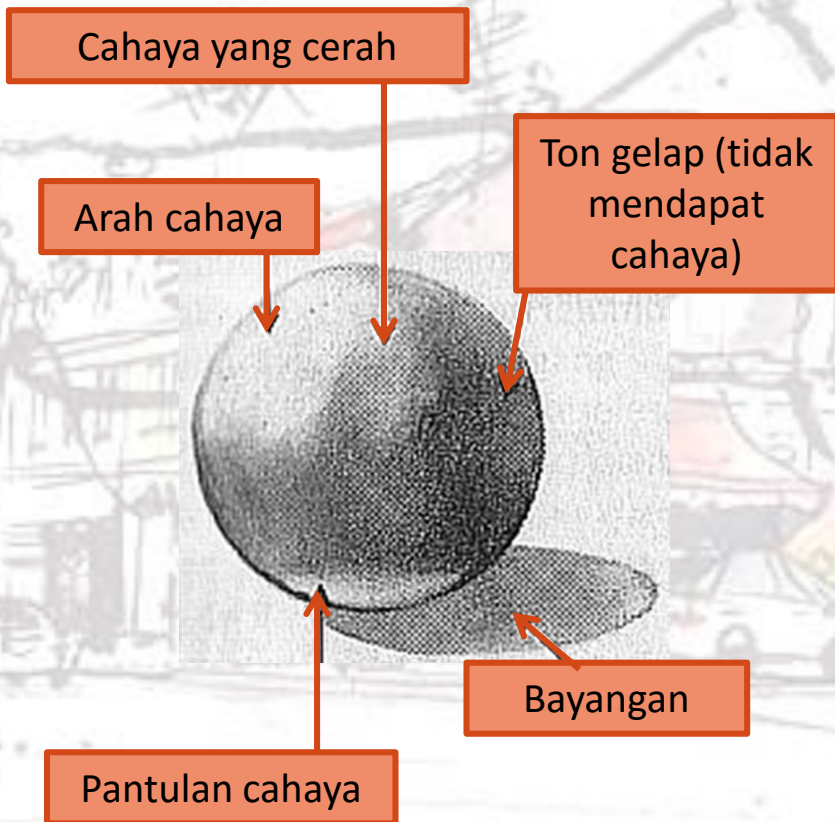 Cahaya yang cerah
Ton gelap (tidak
mendapat
cahaya)
Arah cahaya
Bayangan
Pantulan cahaya